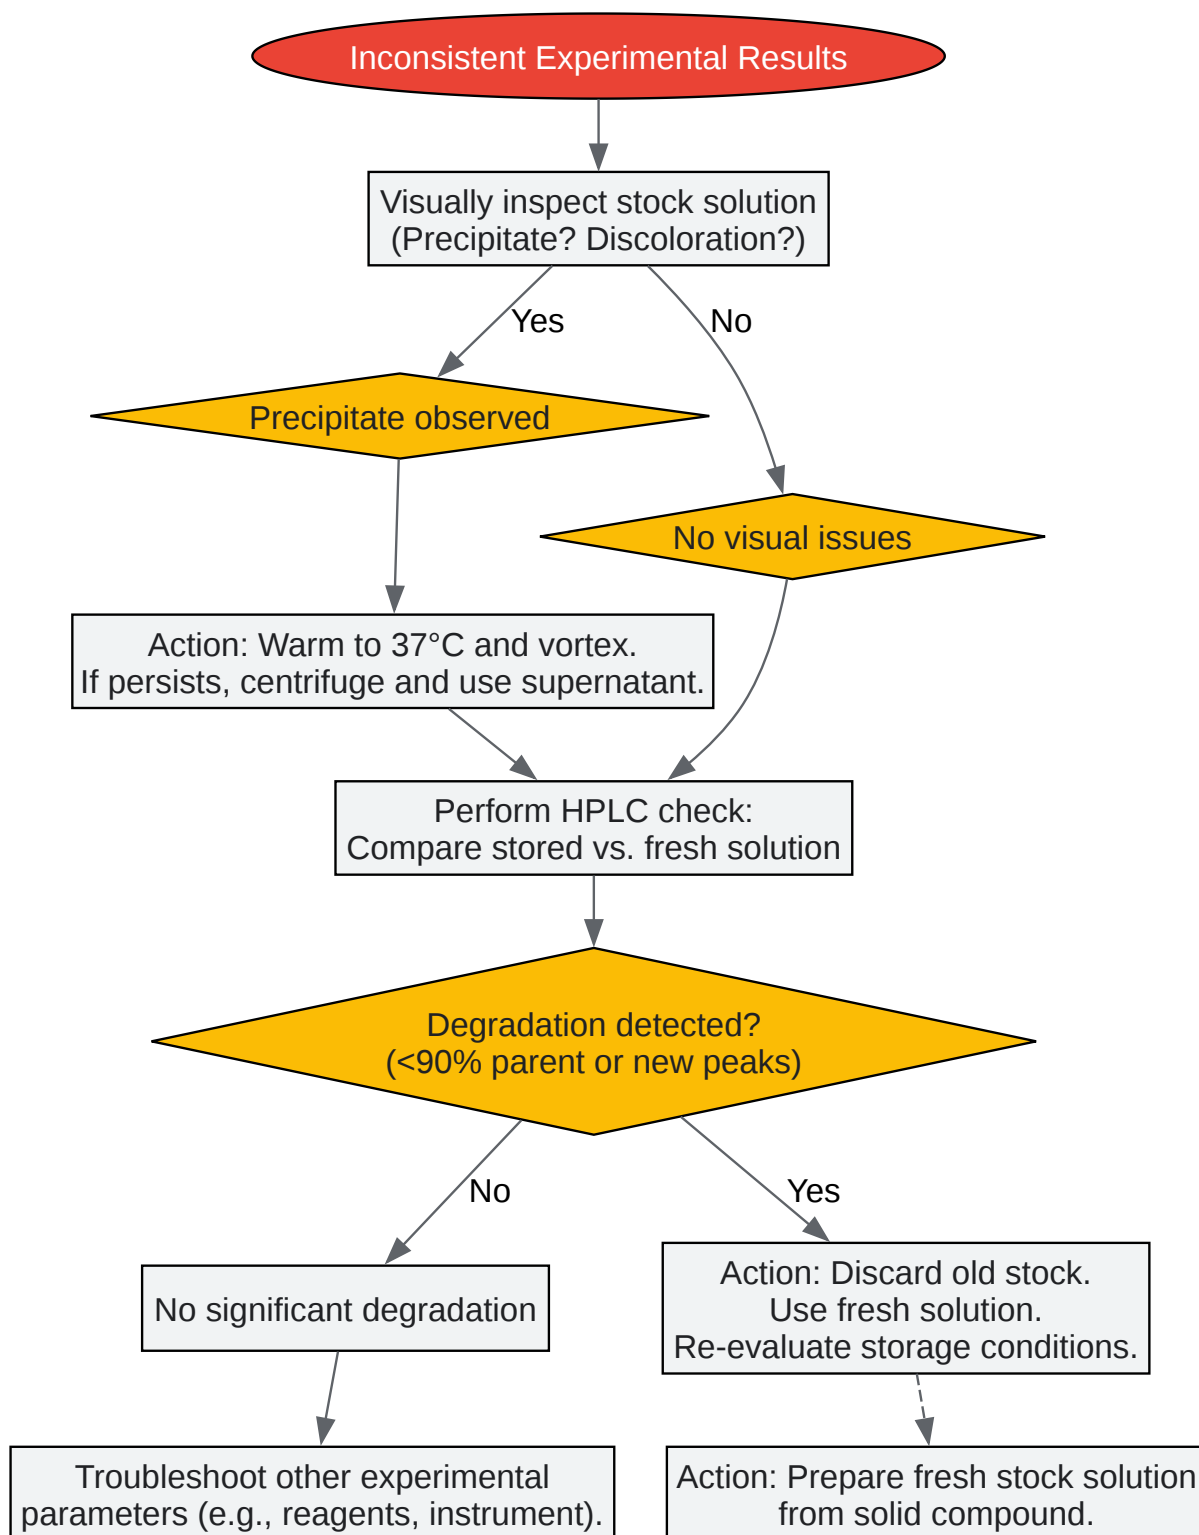 Inconsistent Experimental Results
Visually inspect stock solution
(Precipitate? Discoloration?)
Yes
No
Precipitate observed
No visual issues
Action: Warm to 37°C and vortex.
If persists, centrifuge and use supernatant.
Perform HPLC check:
Compare stored vs. fresh solution
Degradation detected?
(<90% parent or new peaks)
No
Yes
No significant degradation
Action: Discard old stock.
Use fresh solution.
Re-evaluate storage conditions.
Troubleshoot other experimental
parameters (e.g., reagents, instrument).
Action: Prepare fresh stock solution
from solid compound.